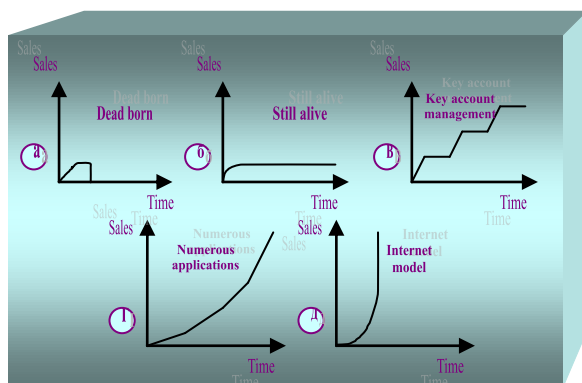 Sales
Dead born
а
Time
Sales
Still alive
б
Time
Sales
Key account
management
в
Time
Sales
Numerous
applications
Time
Sales
Internet
model
Д
Time